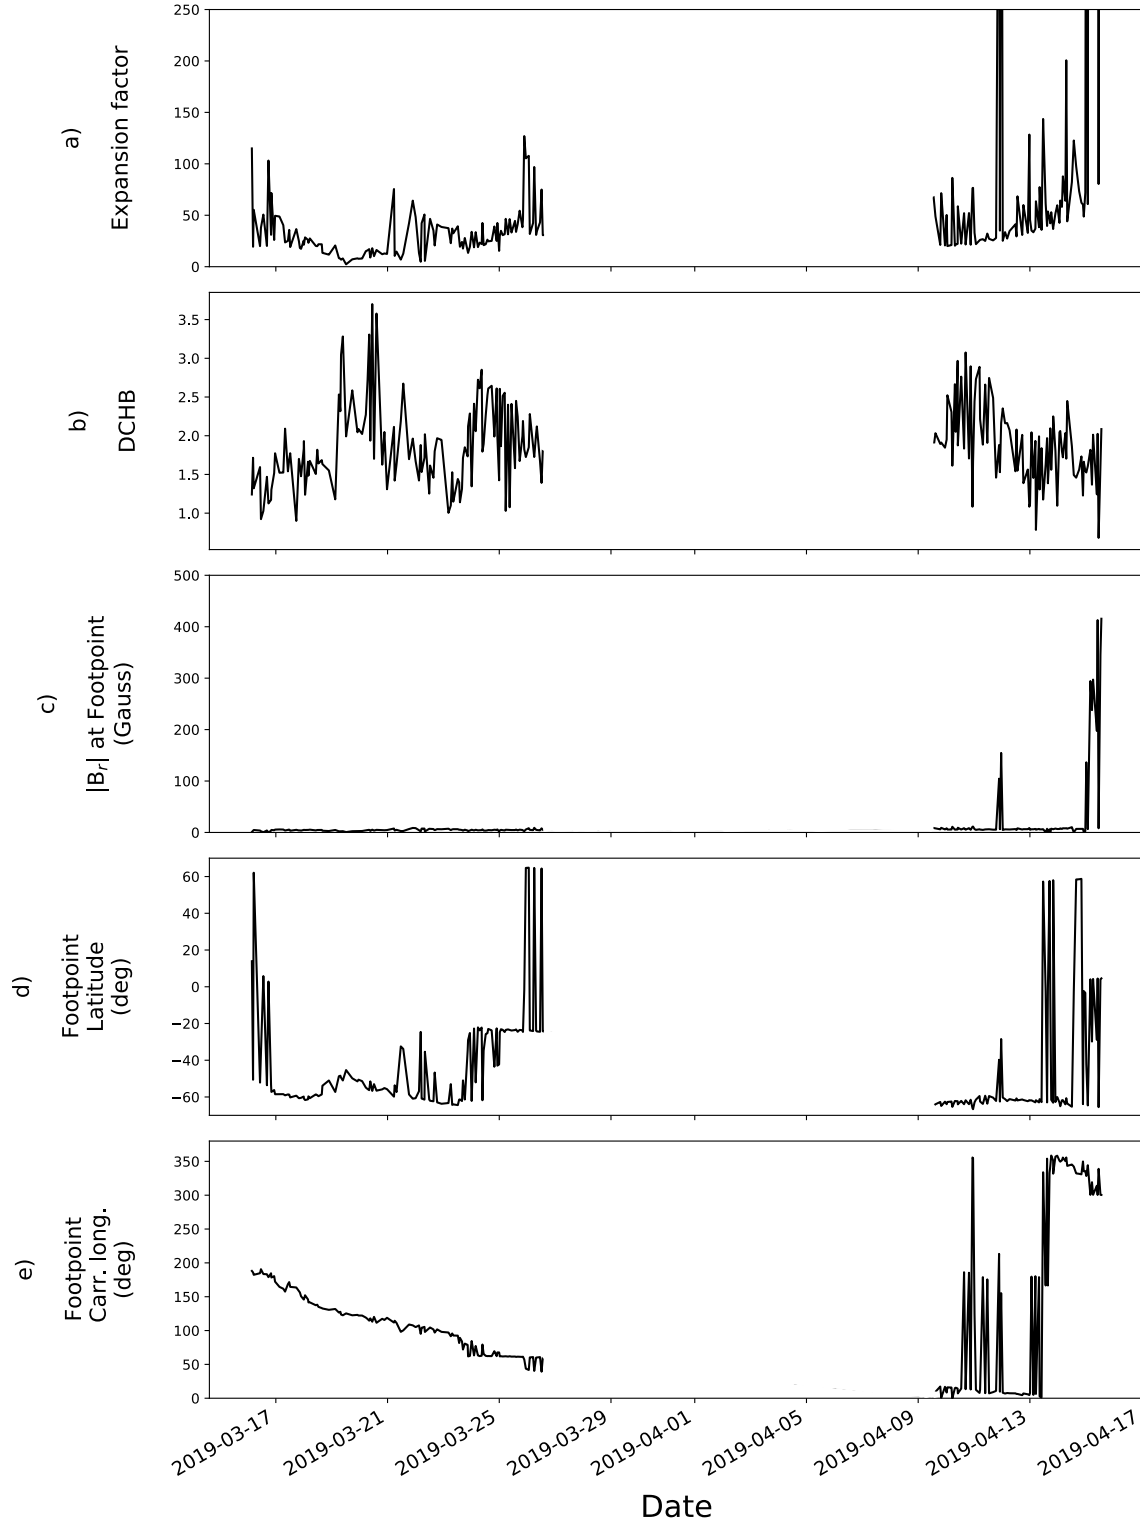 a)
Expansion factor
250
200
150
100
50
0
b)
DCHB
3.5
3.0
2.5
2.0
1.5
1.0
c)
|Bᵣ| at Footpoint
(Gauss)
500
400
300
200
100
0
d)
Footpoint
Latitude
(deg)
60
40
20
0
−20
−40
−60
e)
Footpoint
Carr. long.
(deg)
350
300
250
200
150
100
50
0
2019-03-17
2019-03-21
2019-03-25
2019-03-29
2019-04-01
2019-04-05
2019-04-09
2019-04-13
2019-04-17
Date